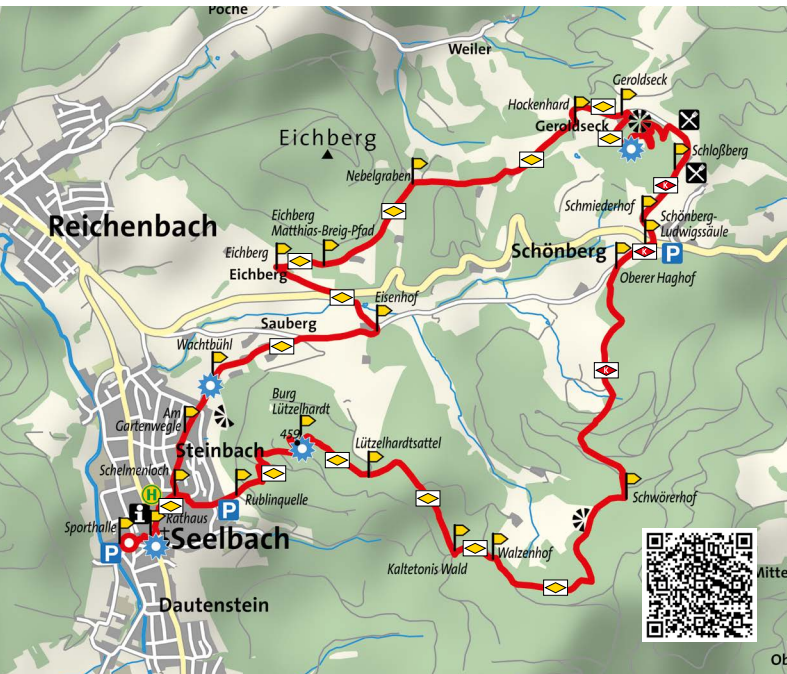 Poche
Weiler
Geroldseck
Hockenhard
Geroldseck
Eichberg
Schloßberg
Nebelgraben
K
Schmiederhof
Eichberg
Matthias-Breig-Pfad
Reichenbach
Schönberg-
Ludwigssäule
Eichberg
Schönberg
K
P
Eichberg
Oberer Haghof
Eisenhof
Sauberg
Wachtbühl
K
Burg
Lützelhardt
Am
Gartenwegle
459
Steinbach
Lützelhardtsattel
Schelmenloch
H
Rublinquelle
Schwörerhof
i
P
Rathaus
Sporthalle
Seelbach
P
Walzenhof
Kaltetonis Wald
Mitte
Dautenstein
Ob